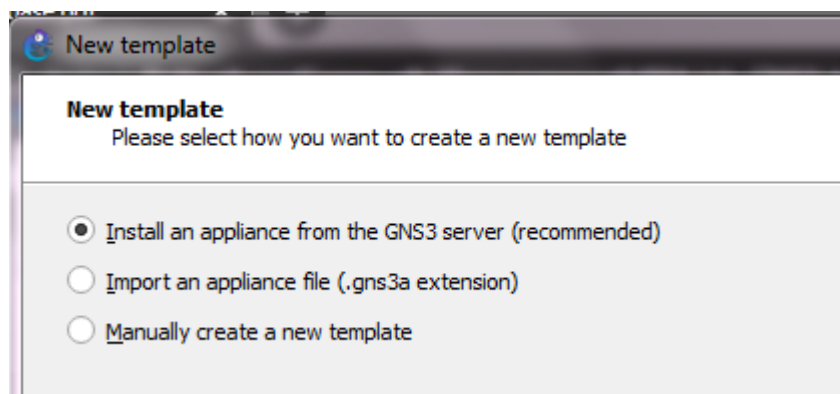 New template
New template
Please select how you want to create a new template
Install an appliance from the GNS3 server (recommended)
Import an appliance file (.gns3a extension)
Manually create a new template